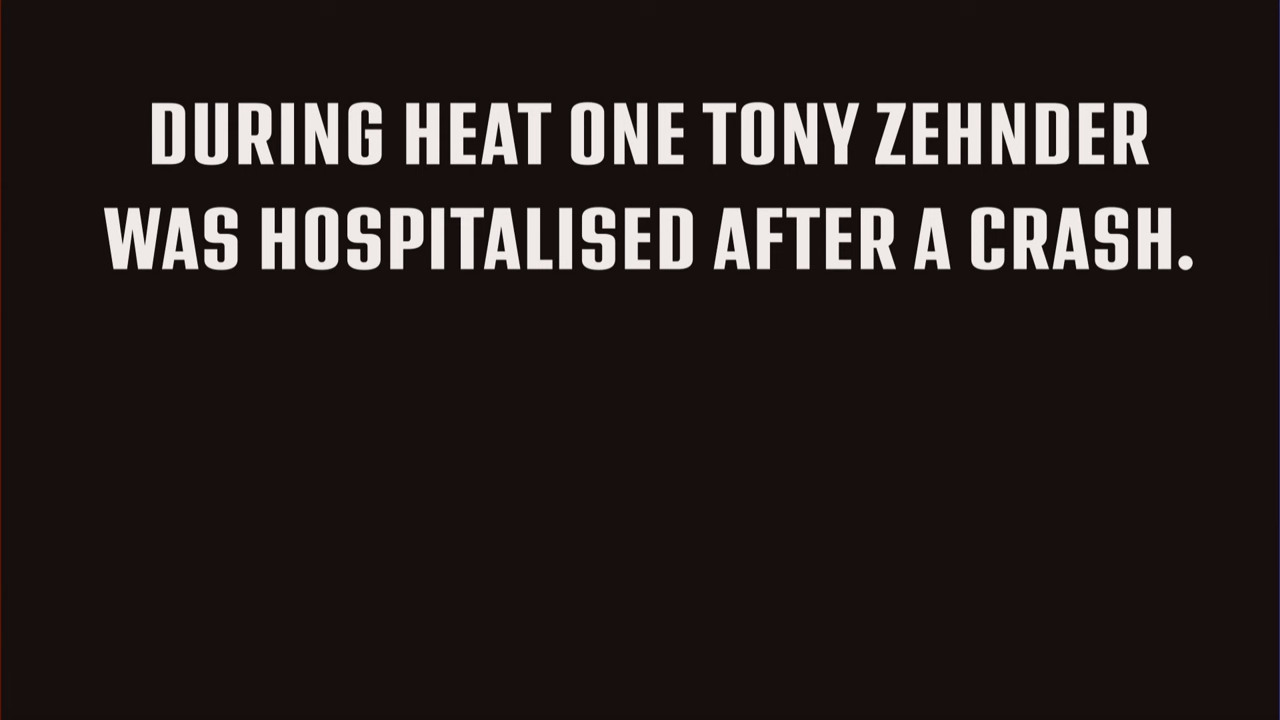 DURING HEAT ONE TONY ZEHNDER
WAS HOSPITALISED AFTER A CRASH.